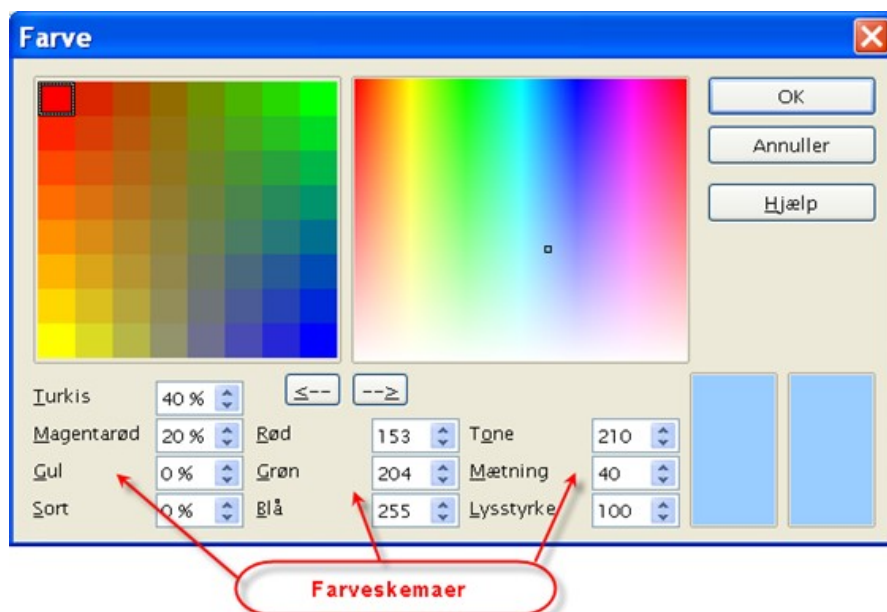 Farve
OK
Annuller
Hjælp
<-- -->
Turkis 40 %
Magentarød 20 % Rød 153 Tone 210
Gul 0 % Grøn 204 Mætning 40
Sort 0 % Blå 255 Lysstyrke 100
Farveskemaer